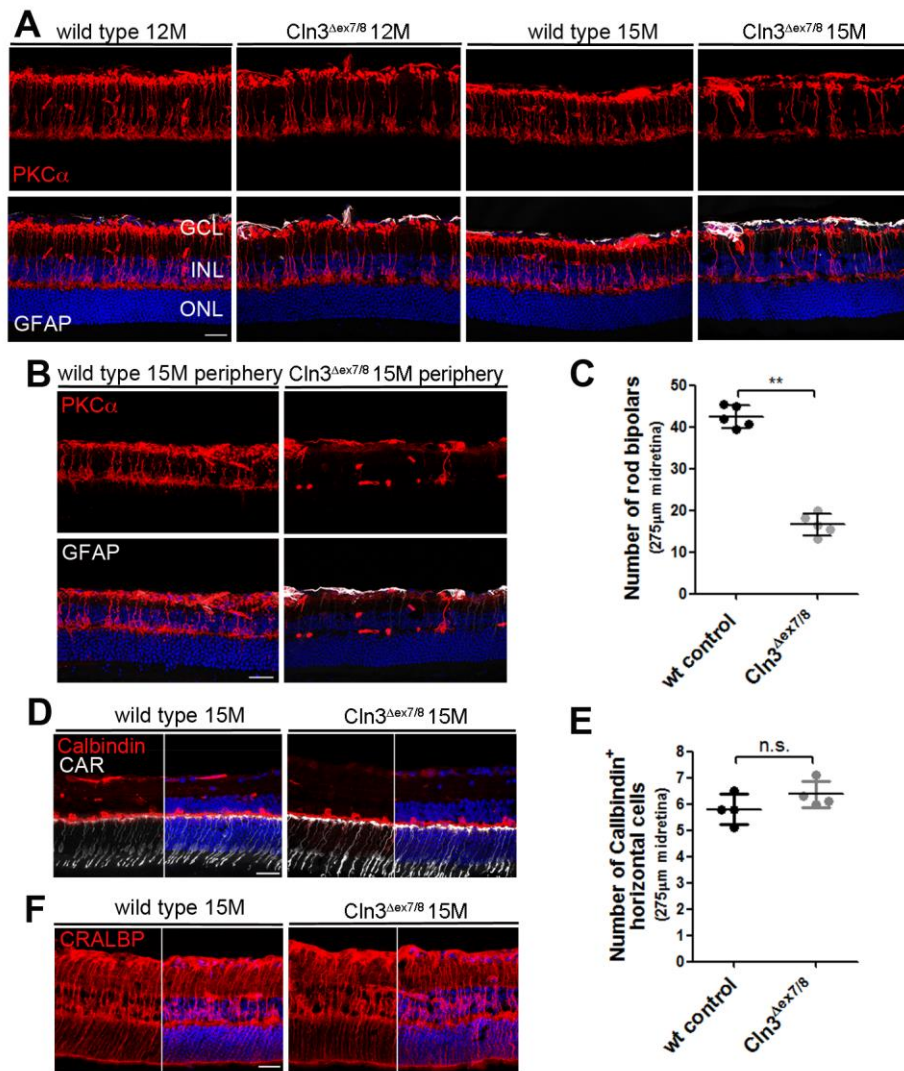 A
wild type 12M
Cln3Δex7/8 12M
wild type 15M
Cln3Δex7/8 15M
PKCα
GCL
INL
ONL
GFAP
B
wild type 15M periphery
Cln3Δex7/8 15M periphery
PKCα
GFAP
C
Number of rod bipolars
(275µm midretina)
50
40
30
20
10
0
**
wt control
Cln3Δex7/8
D
wild type 15M
Cln3Δex7/8 15M
Calbindin
CAR
E
Number of Callbindin+
horizontal cells
(275µm midretina)
8
7
6
5
4
3
2
1
0
n.s.
wt control
Cln3Δex7/8
F
wild type 15M
Cln3Δex7/8 15M
CRALBP